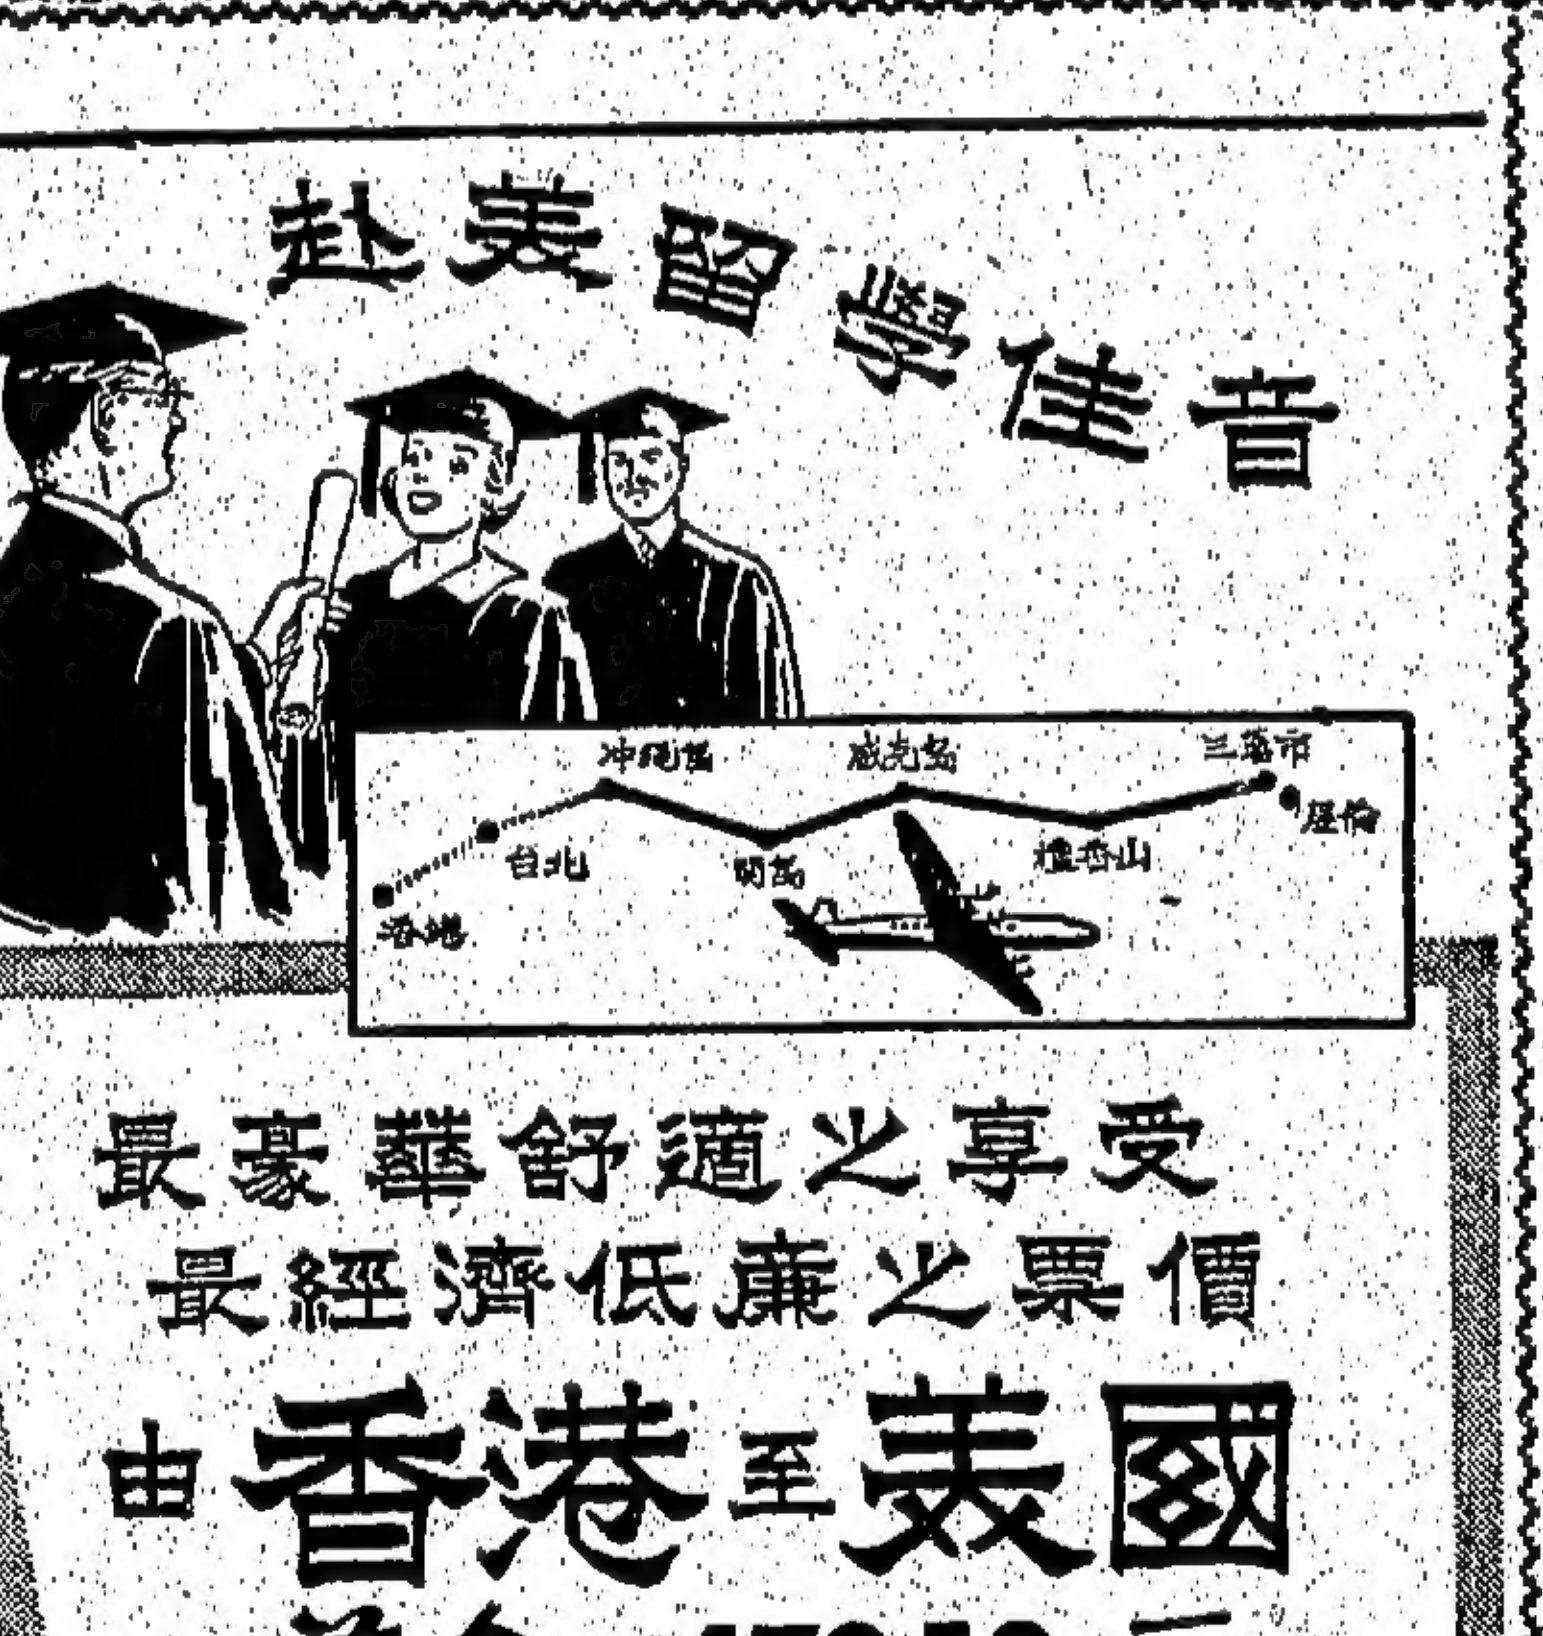 赴美留學佳音
冲繩島
威克島
三藩市
屋倫
台北
關島
檀香山
香港
最豪華舒適之享受
最經濟低廉之票價
由香港至美國